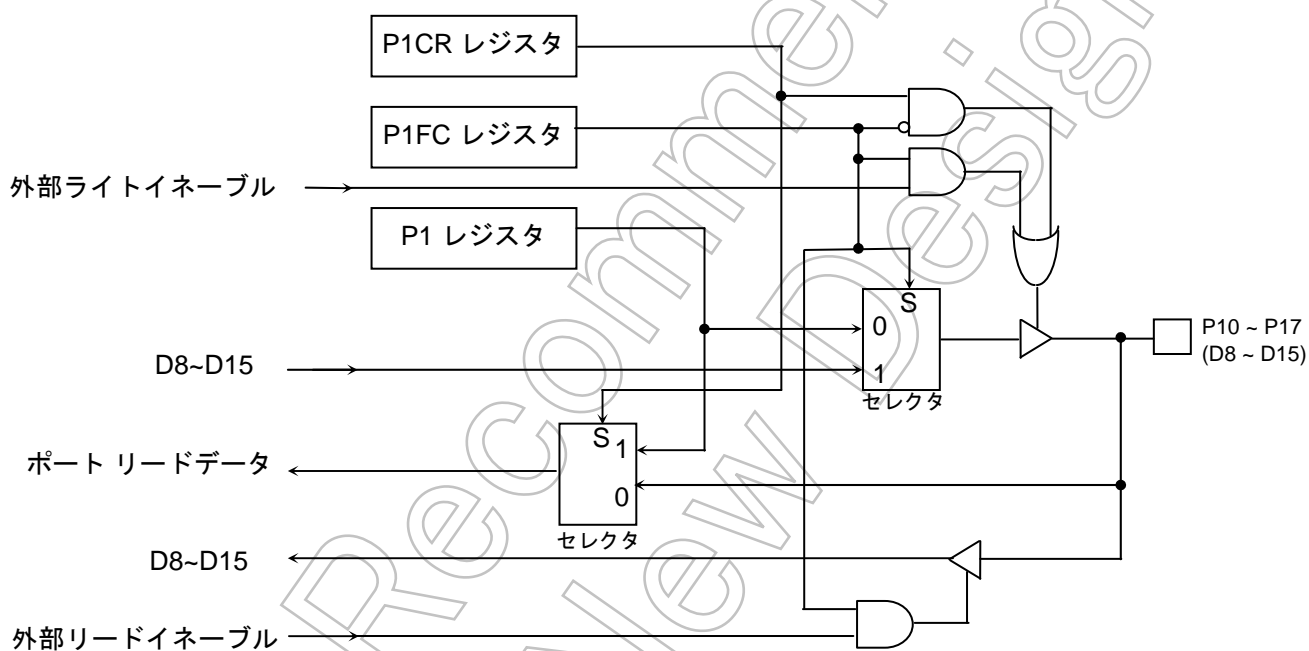 P1CR レジスタ
P1FC レジスタ
外部ライトイネーブル
P1 レジスタ
S
0
1
セレクタ
P10 ~ P17
(D8 ~ D15)
D8~D15
S
1
0
セレクタ
ポート リードデータ
D8~D15
外部リードイネーブル
Recommen
New Design